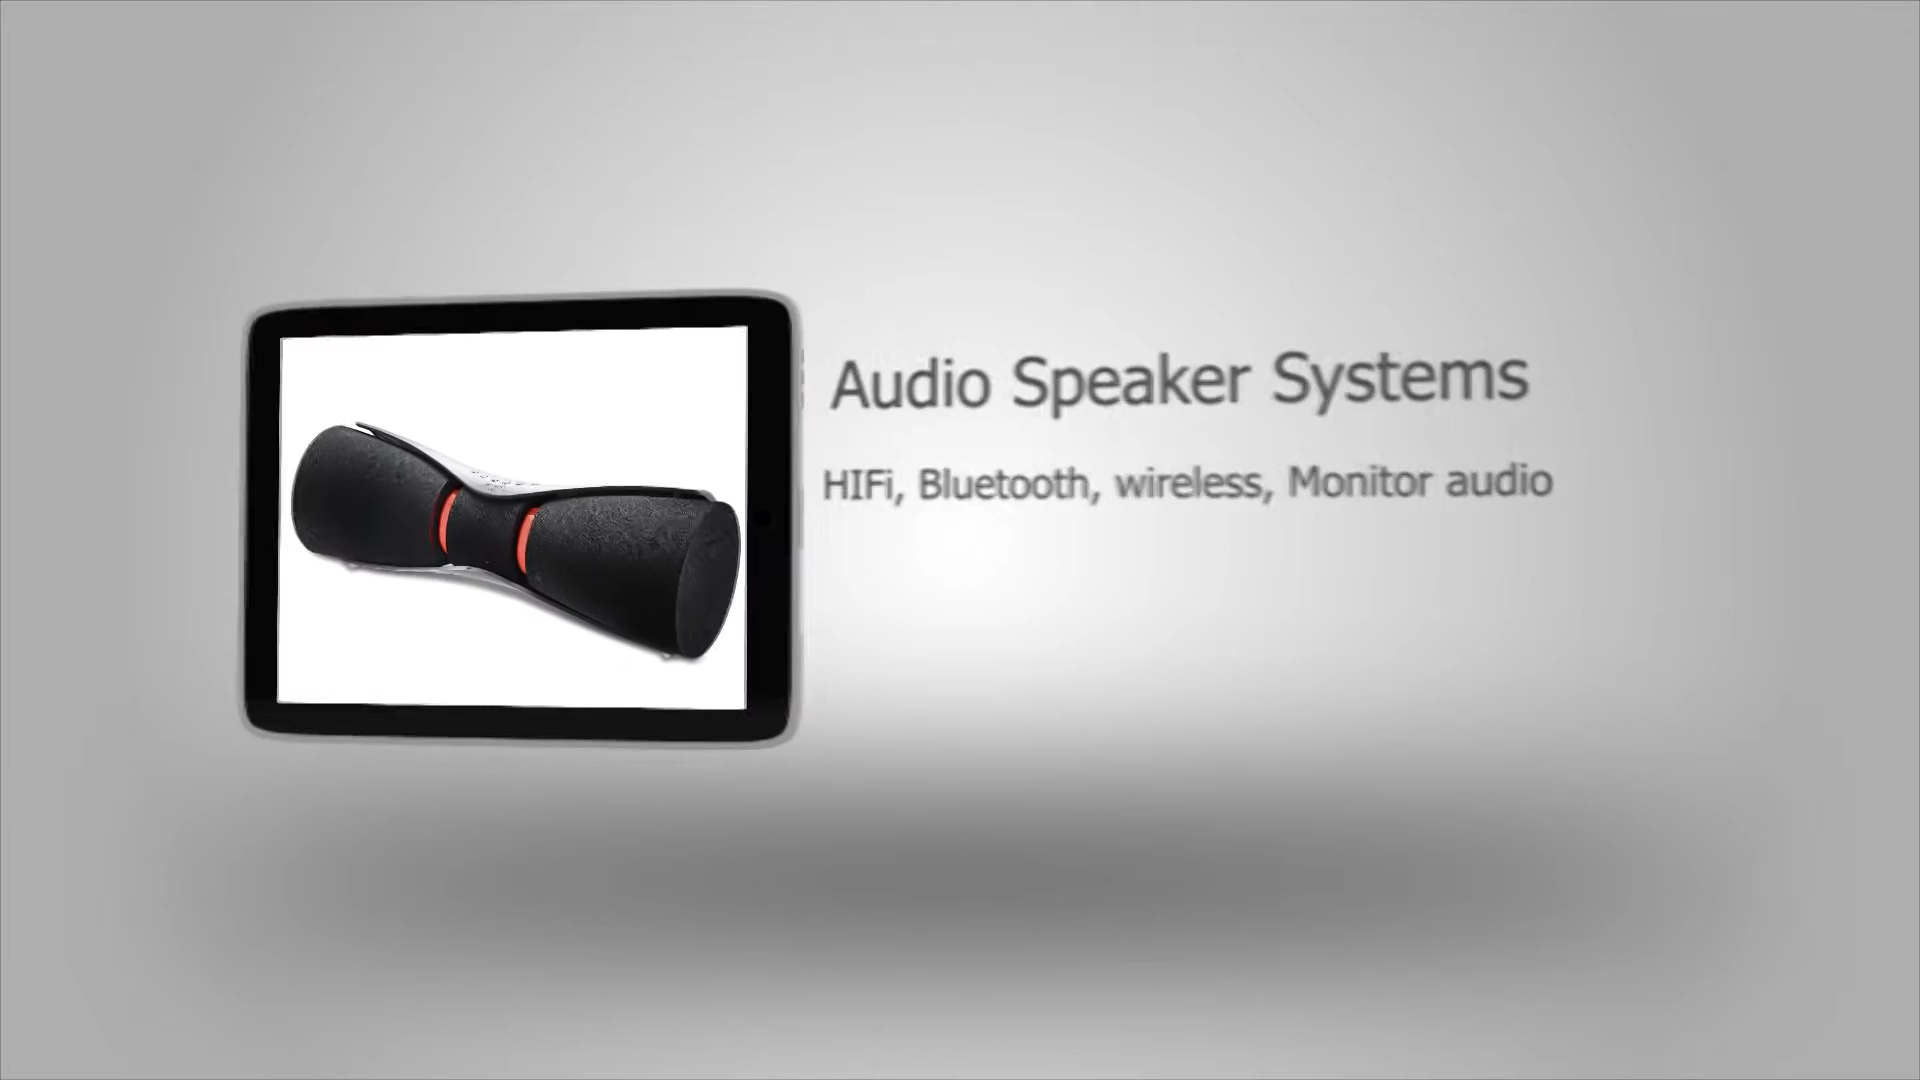 Audio Speaker Systems
HIFi, Bluetooth, wireless, Monitor audio